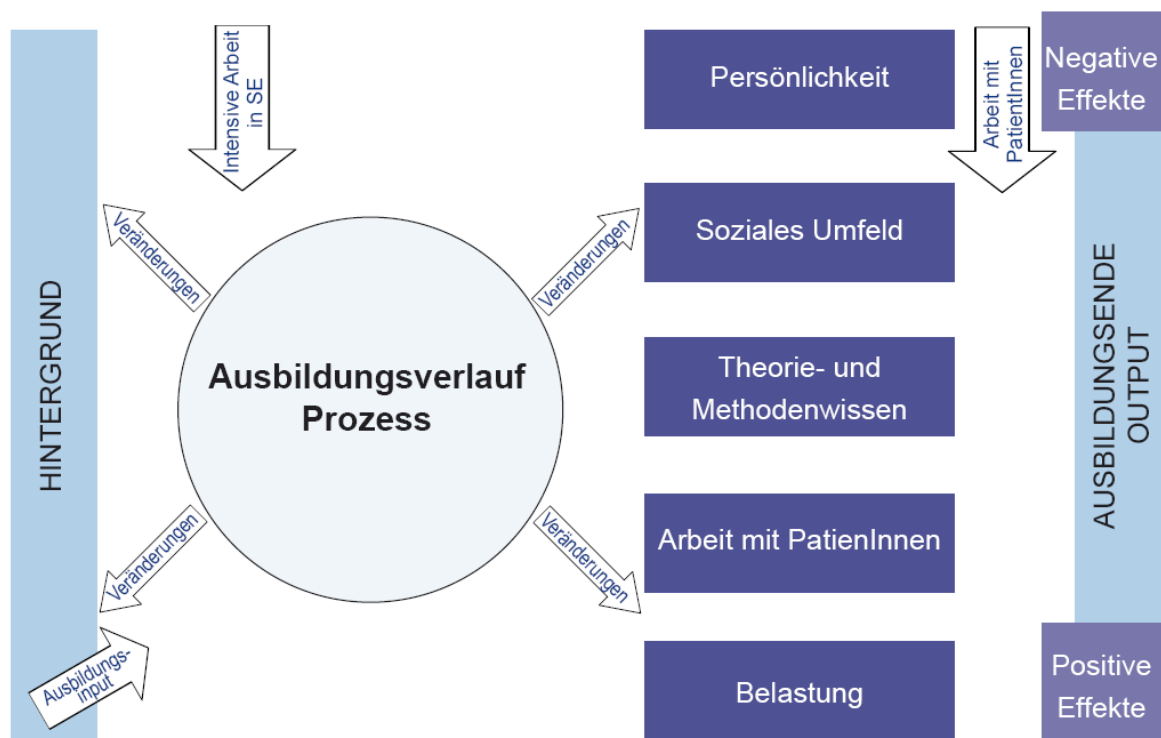 HINTERGRUND
Intensive Arbeit
in SE
Veränderungen
Veränderungen
Ausbildungsverlauf
Prozess
Veränderungen
Veränderungen
Ausbildungs-
input
Persönlichkeit
Soziales Umfeld
Theorie- und
Methodenwissen
Arbeit mit PatienInnen
Belastung
Arbeit mit
PatientInnen
Negative
Effekte
AUSBILDUNGSENDE
OUTPUT
Positive
Effekte